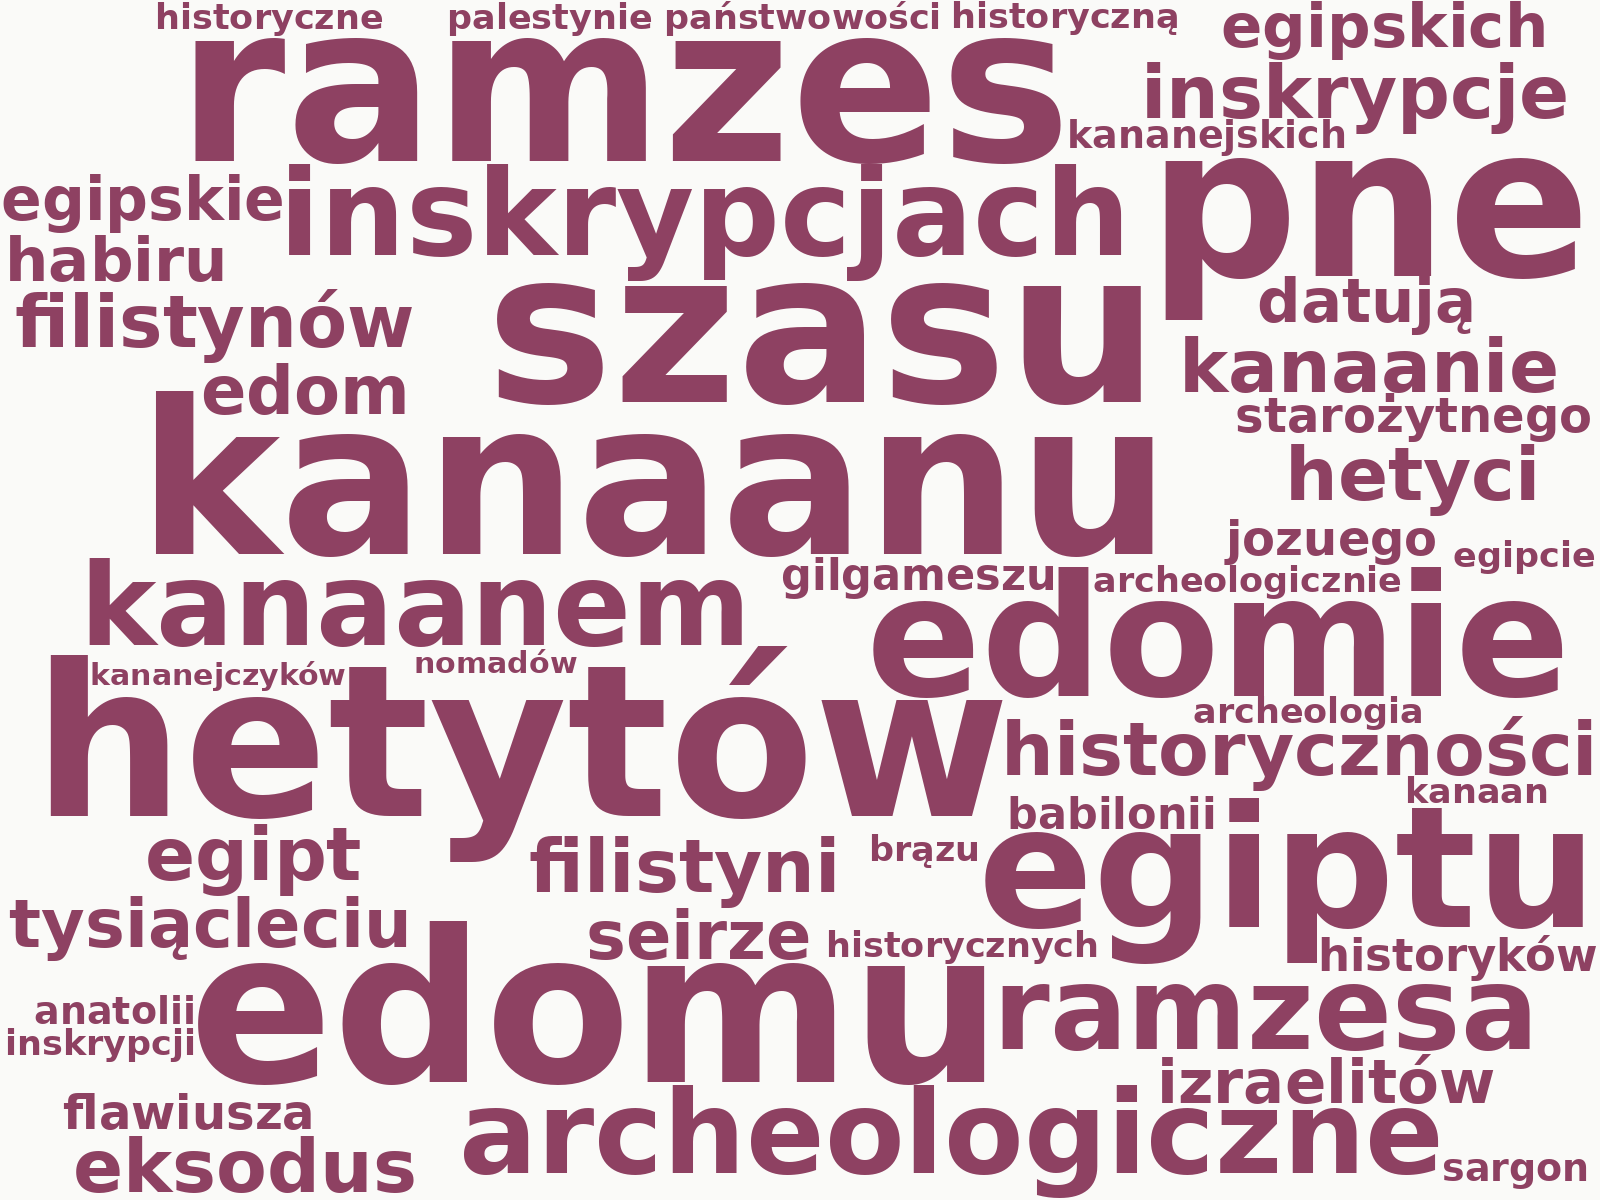 historyczne palestynie państwowości historyczną egipskich
ramzes inskrypcje
kananejskich
egipskie inskrypcjach pne
habiru
filistynów szasu datują
edom kanaanie
kanaanu starożytnego
hetyci
jozuego egipcie
kanaanem gilgameszu archeologicznie
edomie
kananejczyków nomadów
hetytów archeologia
historyczności
babilonii kanaan
egipt filistyni brązu egiptu
tysiącleciu seirze historycznych historyków
edomu
anatolii ramzesa
inskrypcji
izraelitów
flawiusza archeologiczne
eksodus sargon